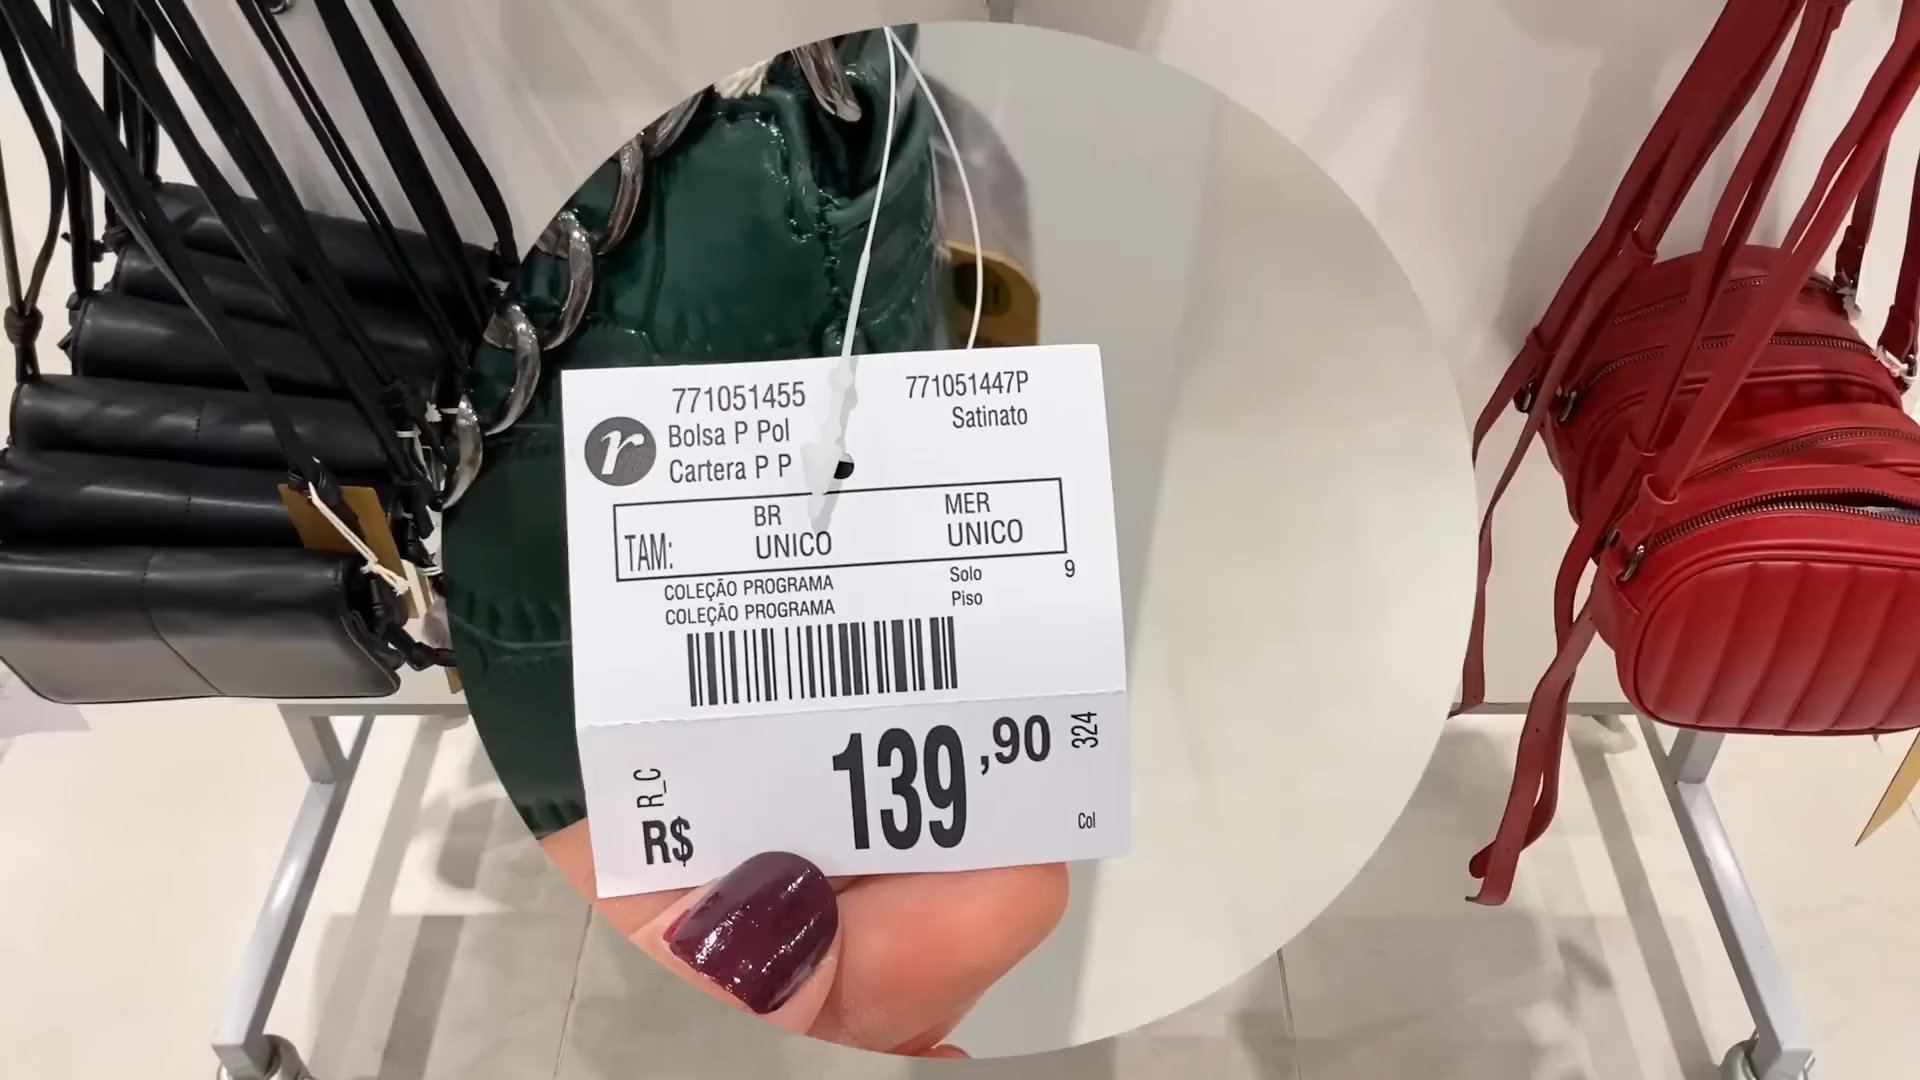 771051455 771051447P
Bolsa P Pol Satinato
Cartera P P
r
BR MER
TAM: UNICO UNICO
COLEÇÃO PROGRAMA Solo 9
COLEÇÃO PROGRAMA Piso
R_C
R$ 139,90
324
Col